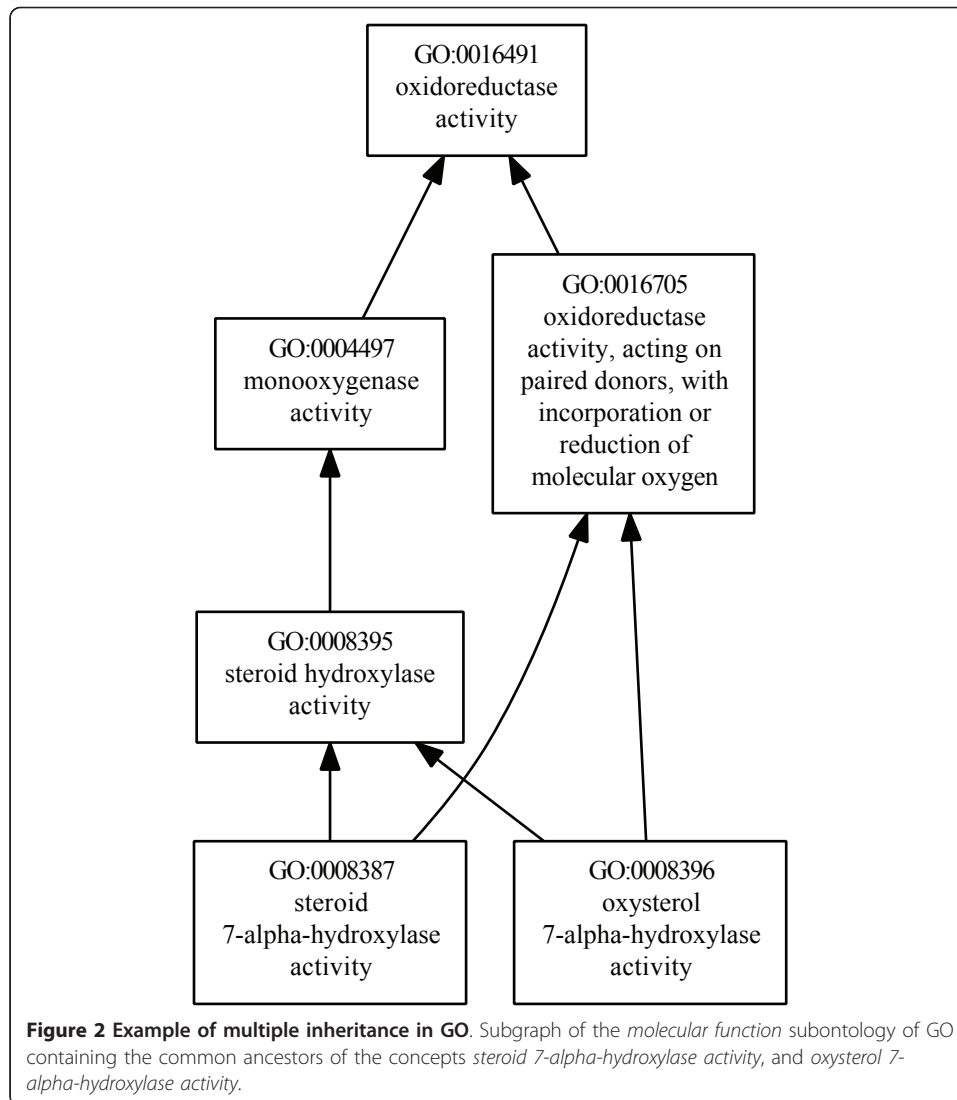 GO:0016491
oxidoreductase
activity
GO:0016705
oxidoreductase
activity, acting on
paired donors, with
incorporation or
reduction of
molecular oxygen
GO:0004497
monooxygenase
activity
GO:0008395
steroid hydroxylase
activity
GO:0008387
steroid
7-alpha-hydroxylase
activity
GO:0008396
oxysterol
7-alpha-hydroxylase
activity
Figure 2 Example of multiple inheritance in GO. Subgraph of the molecular function subontology of GO
containing the common ancestors of the concepts steroid 7-alpha-hydroxylase activity, and oxysterol 7-
alpha-hydroxylase activity.